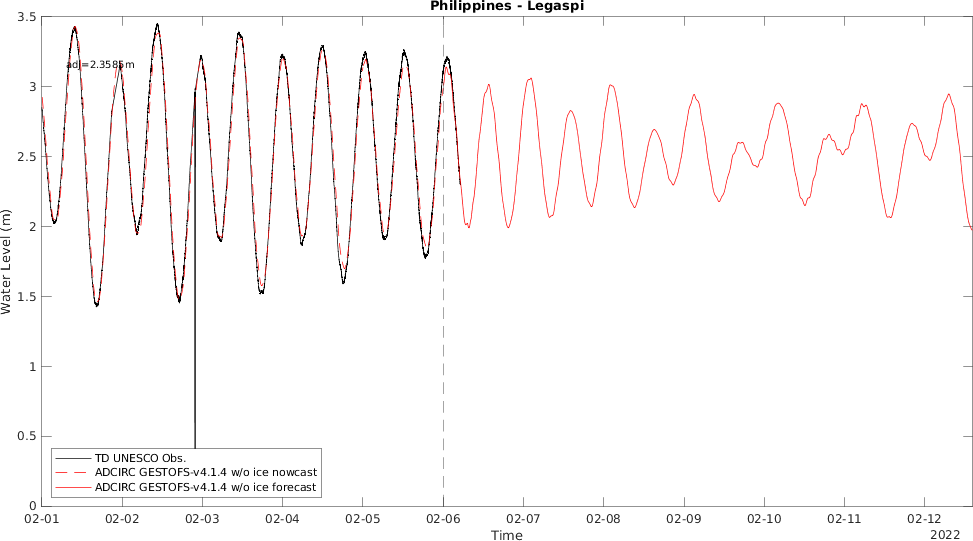 Philippines - Legaspi
3.5
3
2.5
2
1.5
1
0.5
0
Water Level (m)
adj=2.3585m
TD UNESCO Obs.
ADCIRC GESTOFS-v4.1.4 w/o ice nowcast
ADCIRC GESTOFS-v4.1.4 w/o ice forecast
02-01 02-02 02-03 02-04 02-05 02-06 02-07 02-08 02-09 02-10 02-11 02-12
Time
2022